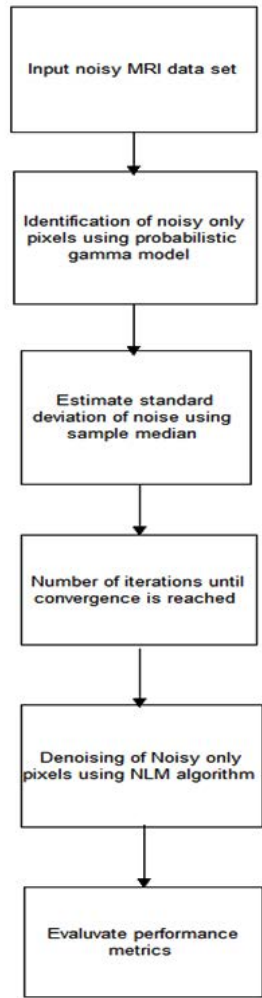 Input noisy MRI data set
Identification of noisy only
pixels using probabilistic
gamma model
Estimate standard
deviation of noise using
sample median
Number of iterations until
convergence is reached
Denoising of Noisy only
pixels using NLM algorithm
Evaluvate performance
metrics